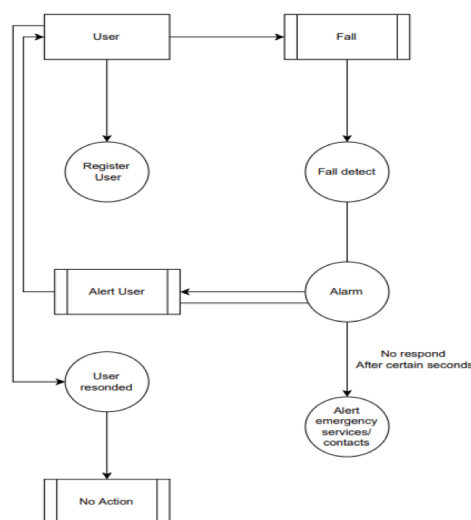 User
Fall
Register
User
Fall detect
Alert User
Alarm
No respond
After certain seconds
User
resonded
Alert
emergency
services/
contacts
No Action